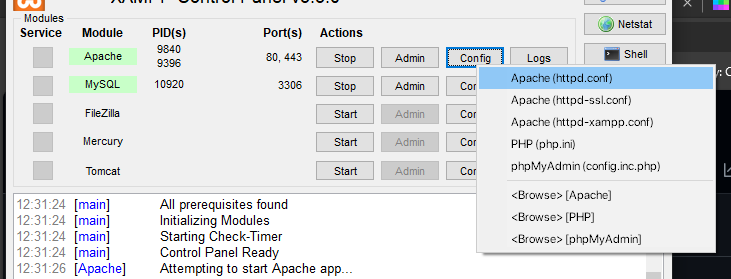 XAMPP Control Panel v3.3.0
Modules
Service Module PID(s) Port(s) Actions
Apache 9840 9396 80, 443 Stop Admin Config Logs
MySQL 10920 3306 Stop Admin
FileZilla Start Admin
Mercury Start Admin
Tomcat Start Admin
Netstat
Shell
Apache (httpd.conf)
Apache (httpd-ssl.conf)
Apache (httpd-xampp.conf)
PHP (php.ini)
phpMyAdmin (config.inc.php)
<Browse> [Apache]
<Browse> [PHP]
<Browse> [phpMyAdmin]
12:31:24 [main] All prerequisites found
12:31:24 [main] Initializing Modules
12:31:24 [main] Starting Check-Timer
12:31:24 [main] Control Panel Ready
12:31:26 [Apache] Attempting to start Apache app...